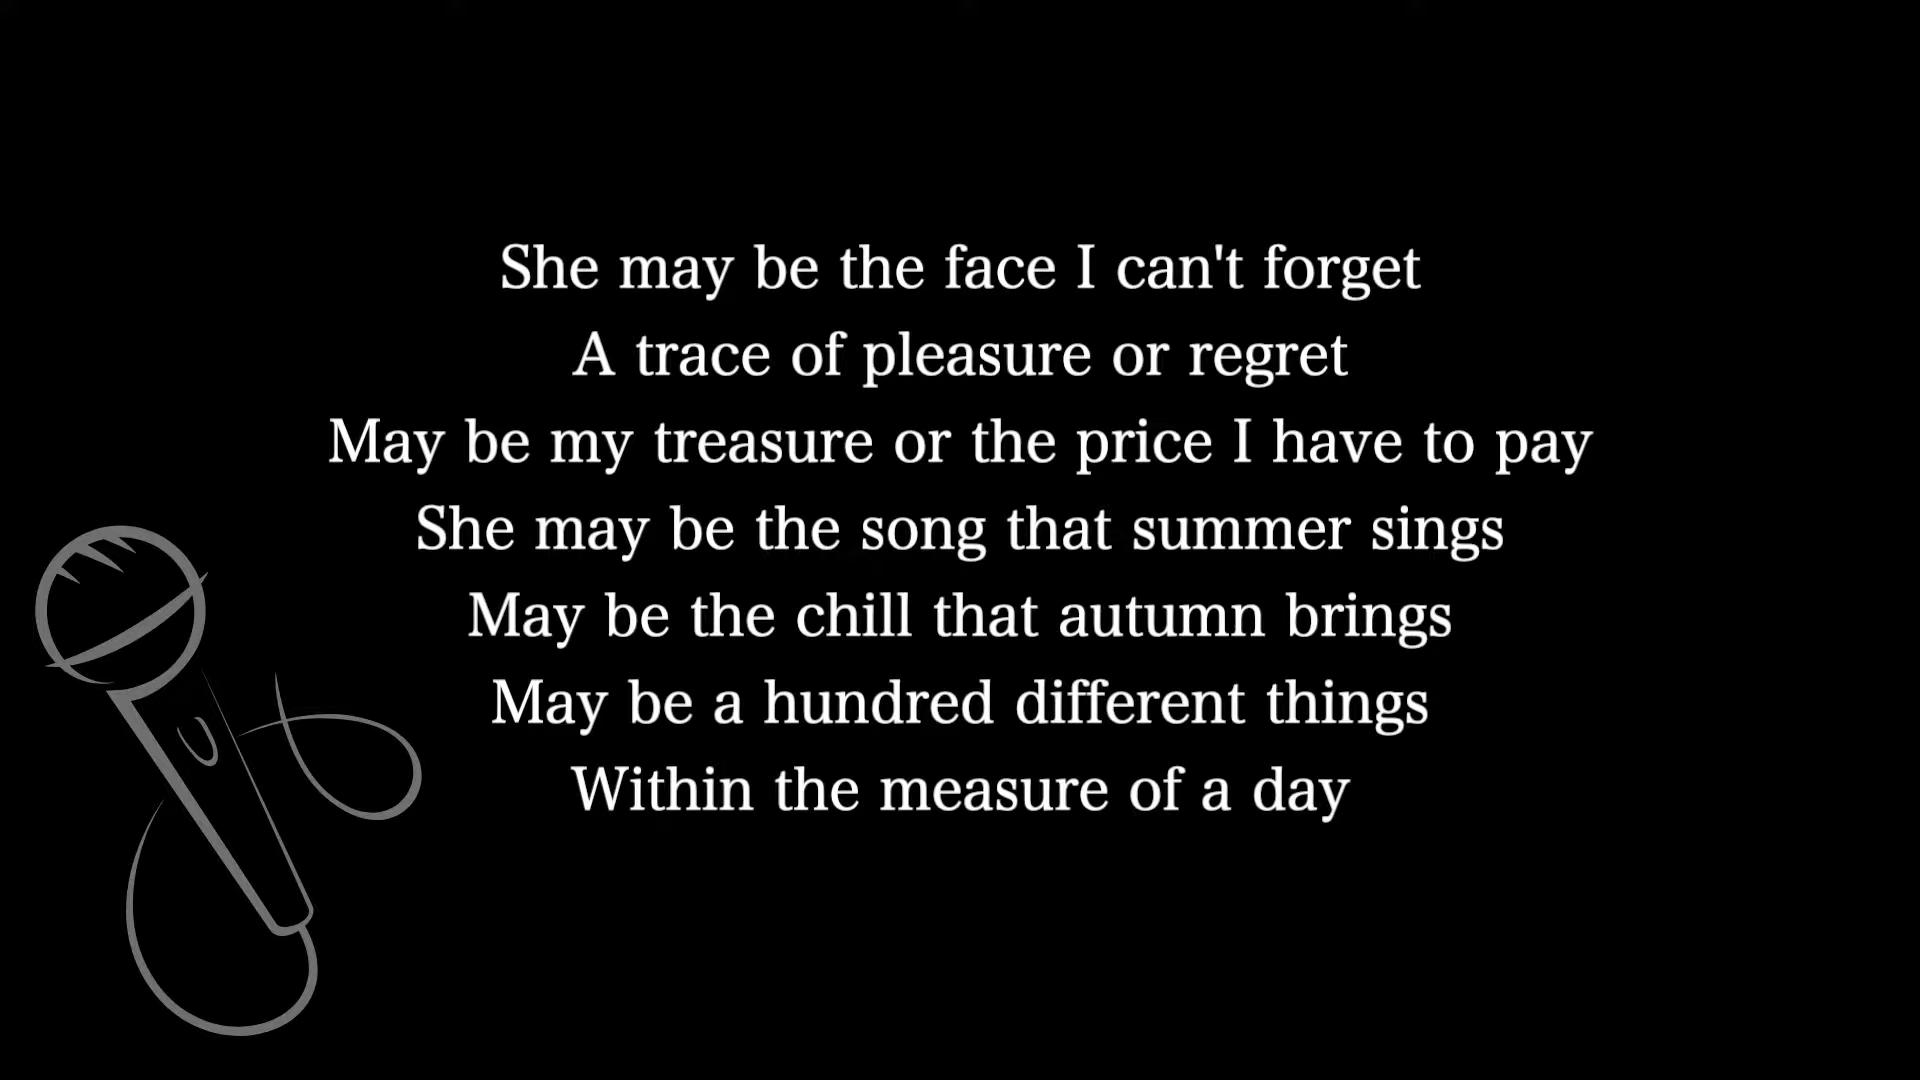 She may be the face I can't forget
A trace of pleasure or regret
May be my treasure or the price I have to pay
She may be the song that summer sings
May be the chill that autumn brings
May be a hundred different things
Within the measure of a day